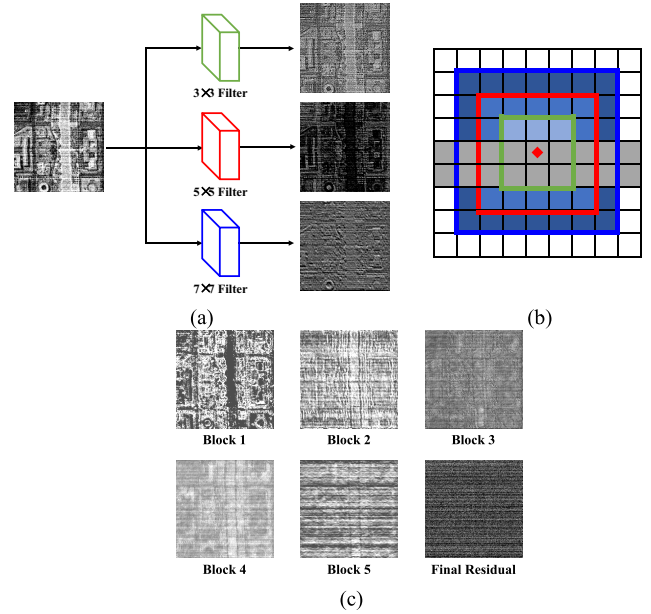 3×3 Filter
5×5 Filter
7×7 Filter
(a)
(b)
Block 1
Block 2
Block 3
Block 4
Block 5
Final Residual
(c)